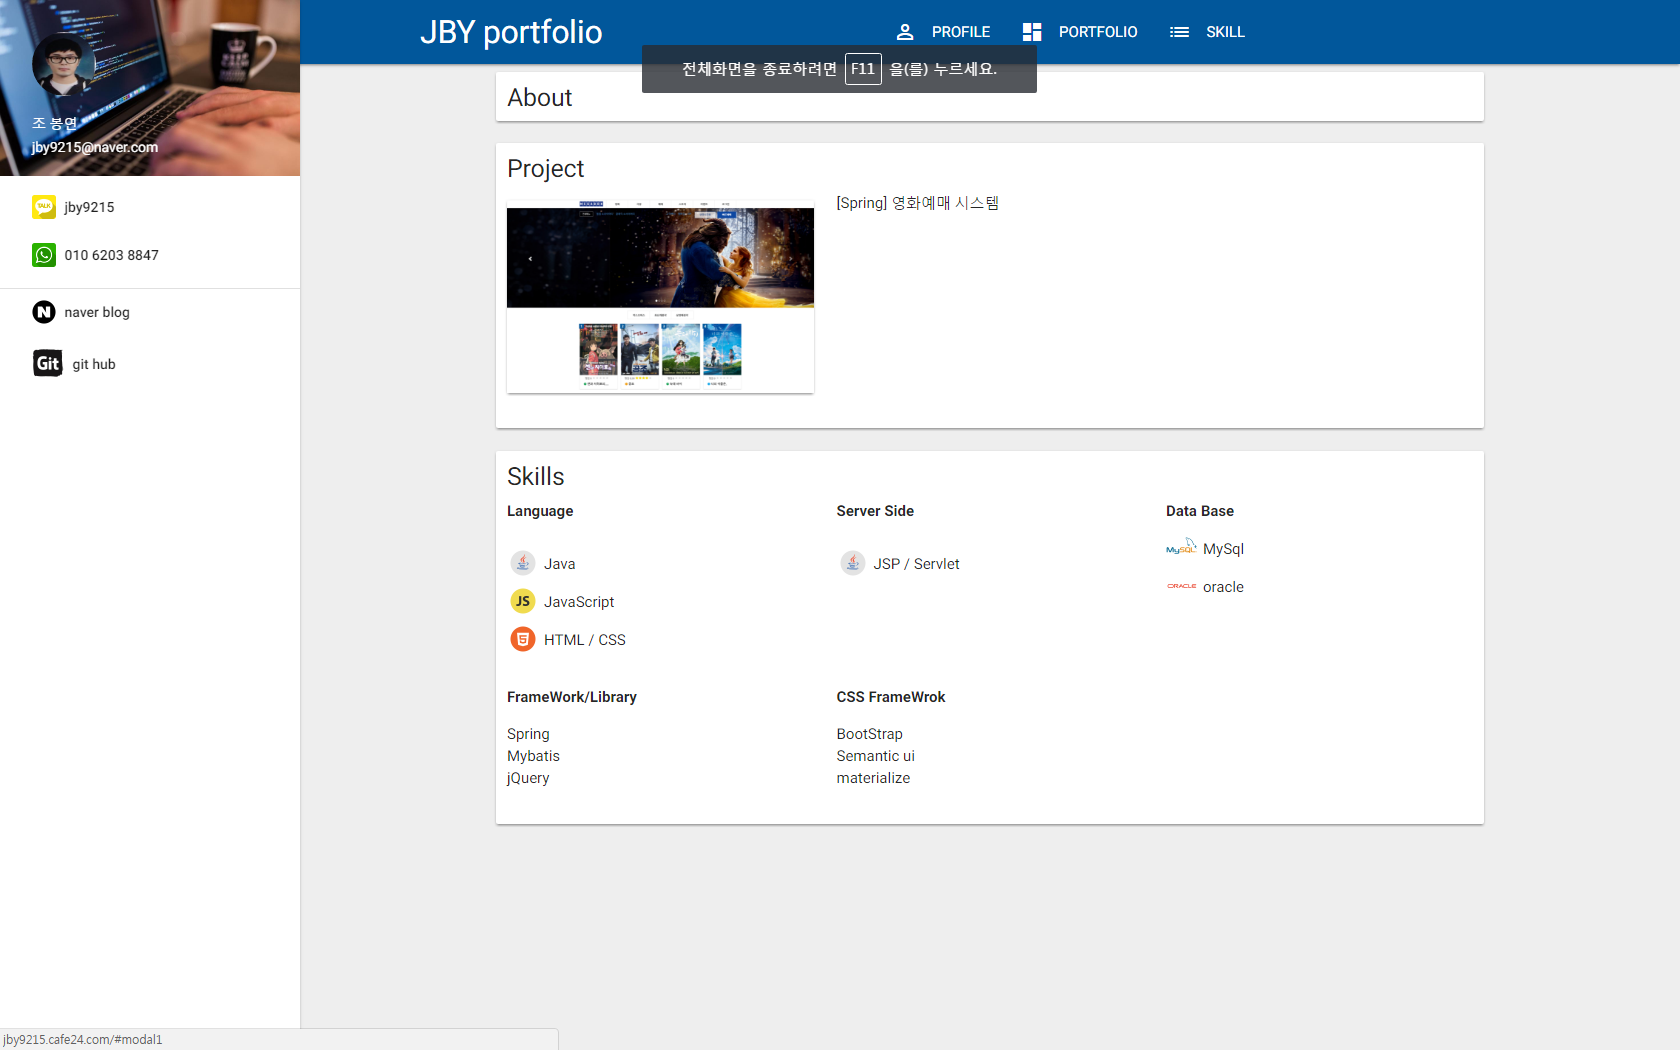 JBY portfolio
PROFILE
PORTFOLIO
SKILL
전체화면을 종료하려면 F11 을(를) 누르세요.
조 봉연
jby9215@naver.com
TALK
jby9215
010 6203 8847
N
naver blog
Git
git hub
About
Project
[Spring] 영화예매 시스템
Skills
Language
Server Side
Data Base
Java
JSP / Servlet
MySQL
MySql
JS
JavaScript
ORACLE
oracle
5
HTML / CSS
FrameWork/Library
CSS FrameWrok
Spring
Mybatis
jQuery
BootStrap
Semantic ui
materialize
jby9215.cafe24.com/#modal1